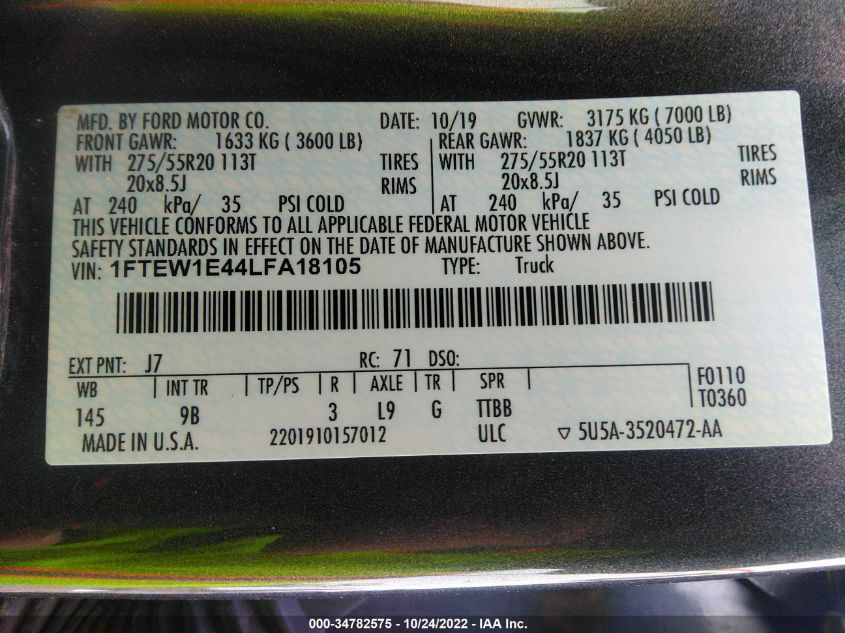 MFD. BY FORD MOTOR CO. DATE: 10/19 GVWR: 3175 KG ( 7000 LB)
FRONT GAWR: 1633 KG ( 3600 LB) REAR GAWR: 1837 KG ( 4050 LB)
WITH 275/55R20 113T TIRES WITH 275/55R20 113T TIRES
20x8.5J RIMS 20x8.5J RIMS
AT 240 kPa/ 35 PSI COLD AT 240 kPa/ 35 PSI COLD
THIS VEHICLE CONFORMS TO ALL APPLICABLE FEDERAL MOTOR VEHICLE
SAFETY STANDARDS IN EFFECT ON THE DATE OF MANUFACTURE SHOWN ABOVE.
VIN: 1FTEW1E44LFA18105 TYPE: Truck
EXT PNT: J7 RC: 71 DSO:
WB INT TR TP/PS R AXLE TR SPR F0110
T0360
145 9B 3 L9 G TTBB
MADE IN U.S.A. 2201910157012 ULC ▽ 5U5A-3520472-AA
000-34782575 - 10/24/2022 - IAA Inc.